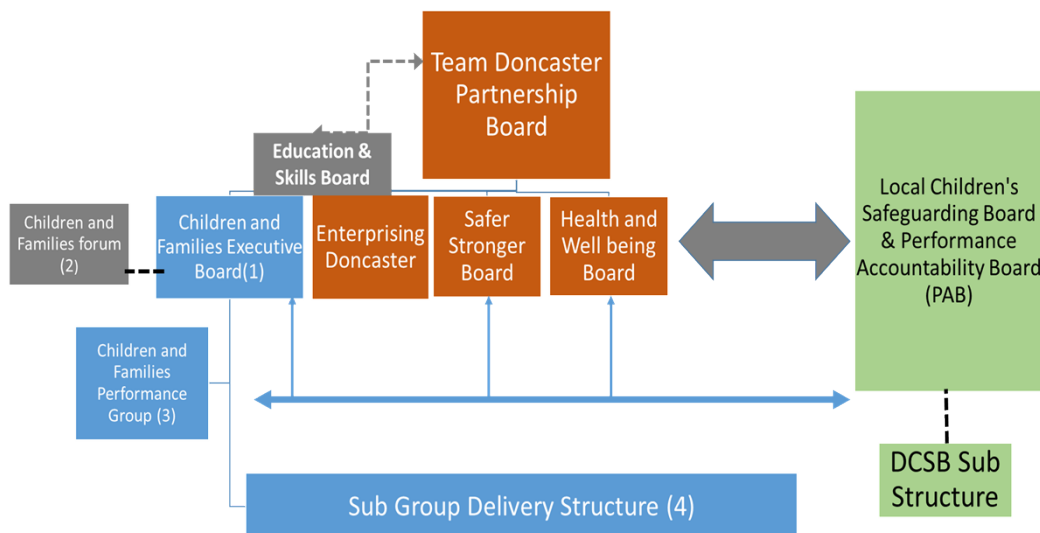 Team Doncaster
Partnership
Board
Education &
Skills Board
Children and
Families forum
(2)
Children and
Families Executive
Board(1)
Enterprising
Doncaster
Safer
Stronger
Board
Health and
Well being
Board
Local Children's
Safeguarding Board
& Performance
Accountability Board
(PAB)
Children and
Families
Performance
Group (3)
DCSB Sub
Structure
Sub Group Delivery Structure (4)